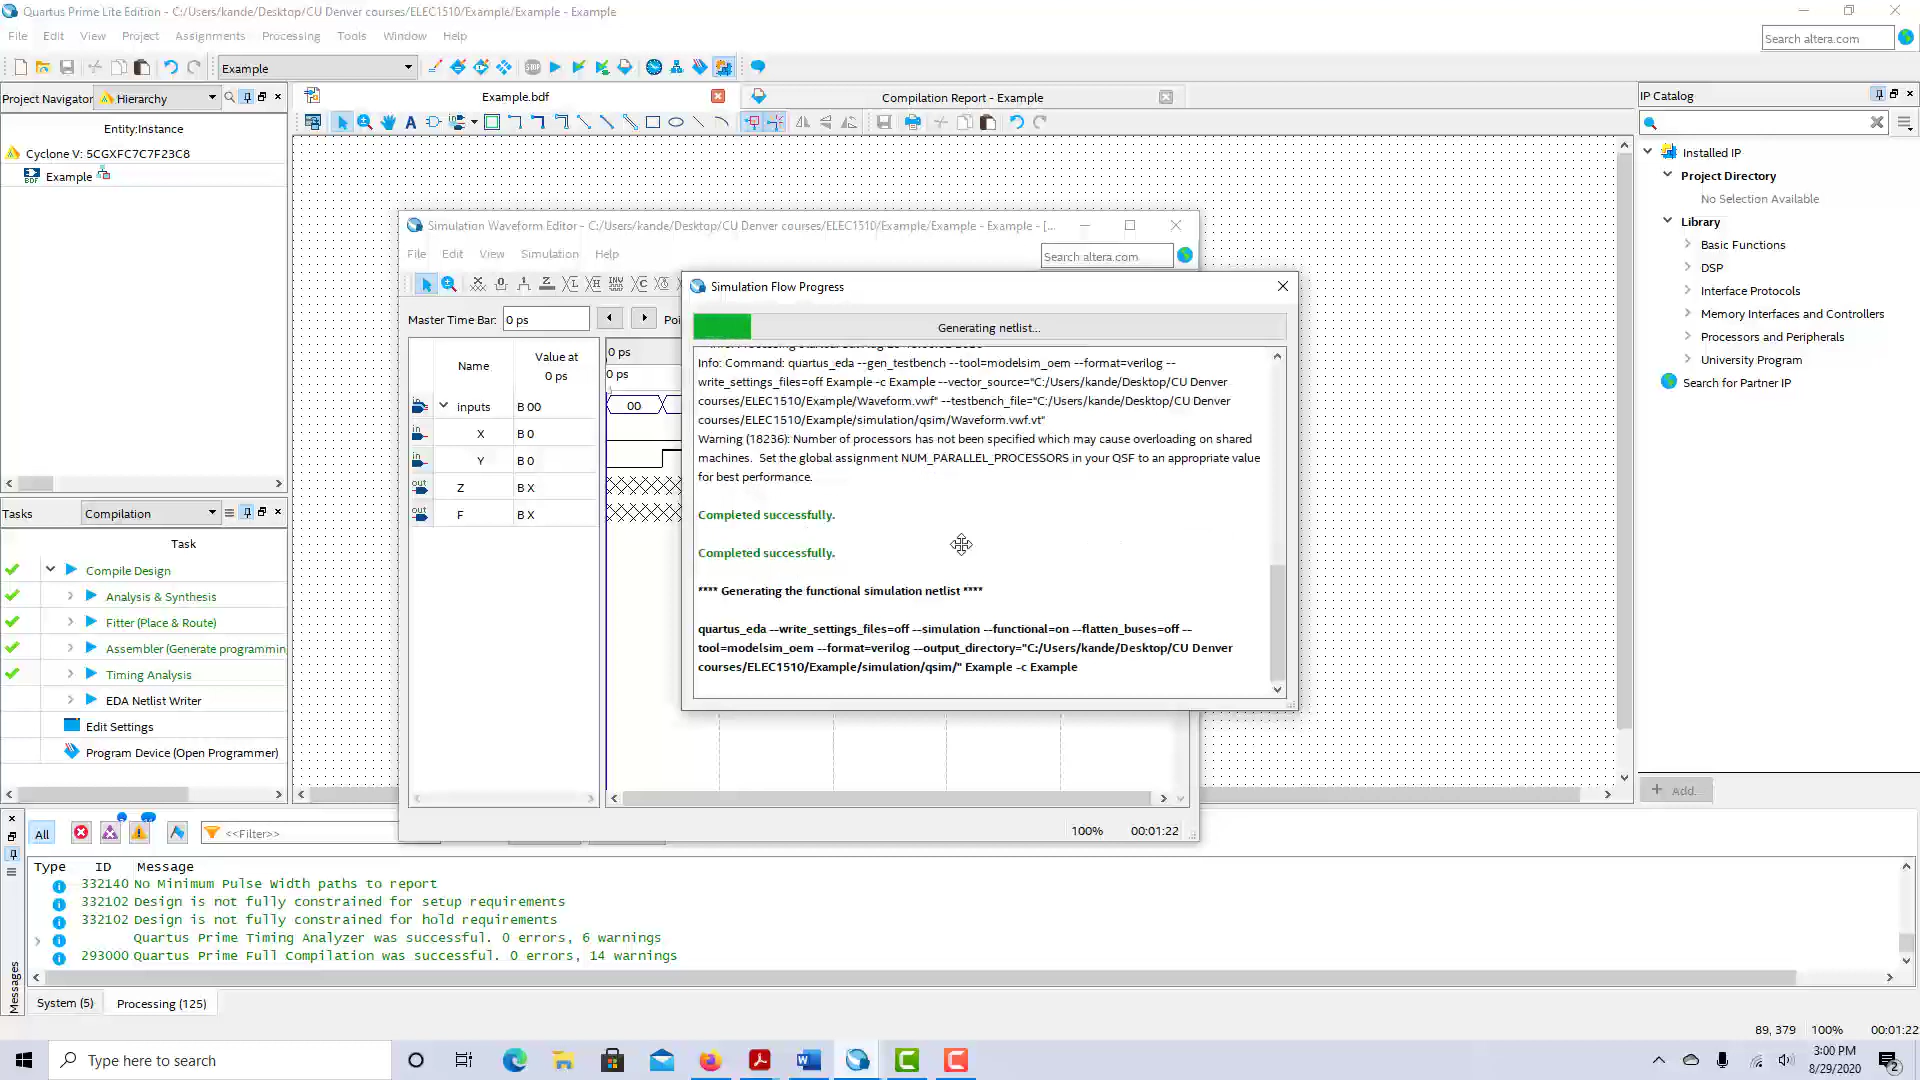 Quartus Prime Lite Edition - C:/Users/kande/Desktop/CU Denver courses/ELEC1510/Example/Example - Example
File Edit View Project Assignments Processing Tools Window Help
Search altera.com
Example
Project Navigator Hierarchy
Example.bdf
Compilation Report - Example
IP Catalog
Entity:Instance
Cyclone V: 5CGXFC7C7F23C8
Example
Installed IP
Project Directory
No Selection Available
Library
Basic Functions
DSP
Interface Protocols
Memory Interfaces and Controllers
Processors and Peripherals
University Program
Search for Partner IP
+ Add...
Simulation Waveform Editor - C:/Users/kande/Desktop/CU Denver courses/ELEC1510/Example/Example - Example - [...
File Edit View Simulation Help
Search altera.com
Master Time Bar: 0 ps
Name
Value at
0 ps
0 ps
0 ps
inputs B 00
00
X B 0
Y B 0
Z B X
F B X
100% 00:01:22
Simulation Flow Progress
Generating netlist...
Info: Command: quartus_eda --gen_testbench --tool=modelsim_oem --format=verilog --
write_settings_files=off Example -c Example --vector_source="C:/Users/kande/Desktop/CU Denver
courses/ELEC1510/Example/Waveform.vwf" --testbench_file="C:/Users/kande/Desktop/CU Denver
courses/ELEC1510/Example/simulation/qsim/Waveform.vwf.vt"
Warning (18236): Number of processors has not been specified which may cause overloading on shared
machines.  Set the global assignment NUM_PARALLEL_PROCESSORS in your QSF to an appropriate value
for best performance.
Completed successfully.
Completed successfully.
**** Generating the functional simulation netlist ****
quartus_eda --write_settings_files=off --simulation --functional=on --flatten_buses=off --
tool=modelsim_oem --format=verilog --output_directory="C:/Users/kande/Desktop/CU Denver
courses/ELEC1510/Example/simulation/qsim/" Example -c Example
Tasks Compilation
Task
Compile Design
Analysis & Synthesis
Fitter (Place & Route)
Assembler (Generate programmin
Timing Analysis
EDA Netlist Writer
Edit Settings
Program Device (Open Programmer)
All <<Filter>>
Type ID Message
332140 No Minimum Pulse Width paths to report
332102 Design is not fully constrained for setup requirements
332102 Design is not fully constrained for hold requirements
Quartus Prime Timing Analyzer was successful. 0 errors, 6 warnings
293000 Quartus Prime Full Compilation was successful. 0 errors, 14 warnings
Messages
System (5) Processing (125)
89, 379 100% 00:01:22
Type here to search
3:00 PM
8/29/2020
2